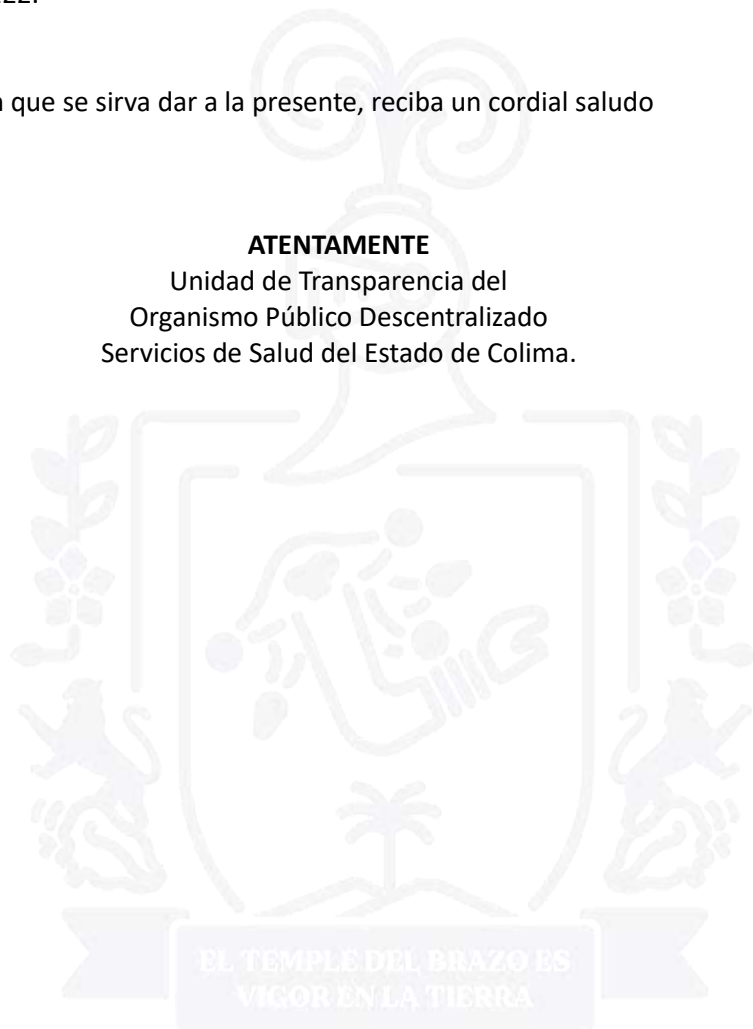 que se sirva dar a la presente, reciba un cordial saludo
ATENTAMENTE
Unidad de Transparencia del
Organismo Público Descentralizado
Servicios de Salud del Estado de Colima.
EL TEMPLE DEL BRAZO ES
VIGOR EN LA TIERRA